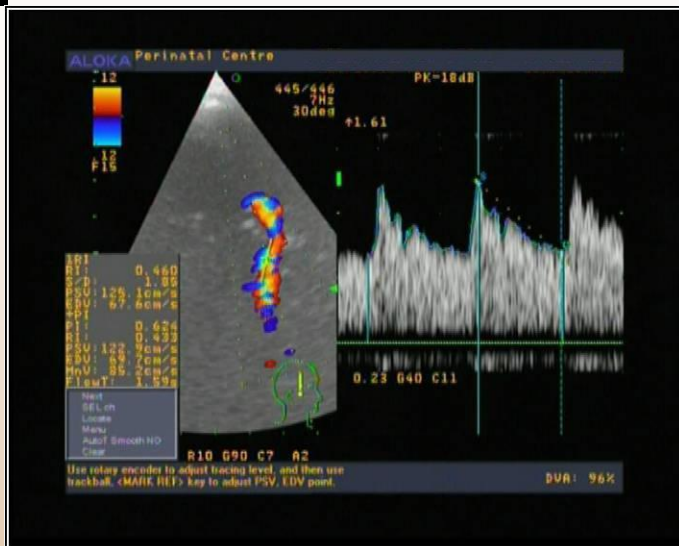 ALOKA Perinatal Centre
12
12
F15
445/446
7Hz
30deg
PK=18dB
↑1.61
1RI
RI: 0.460
S/D: 1.85
PSV:125.1cm/s
EDV: 67.6cm/s
+PI
PI: 0.624
RI: 0.433
PSV:122.9cm/s
EDV: 69.7cm/s
MnV: 85.2cm/s
FlowT: 1.59s
Next
SEL ch
Locate
Menu
AutoT Smooth NO
Clear
0.23 G40 C11
R10 G90 C7 A2
Use rotary encoder to adjust tracing level, and then use
trackball, <MARK REF> key to adjust PSV, EDV point.
DVA: 96%